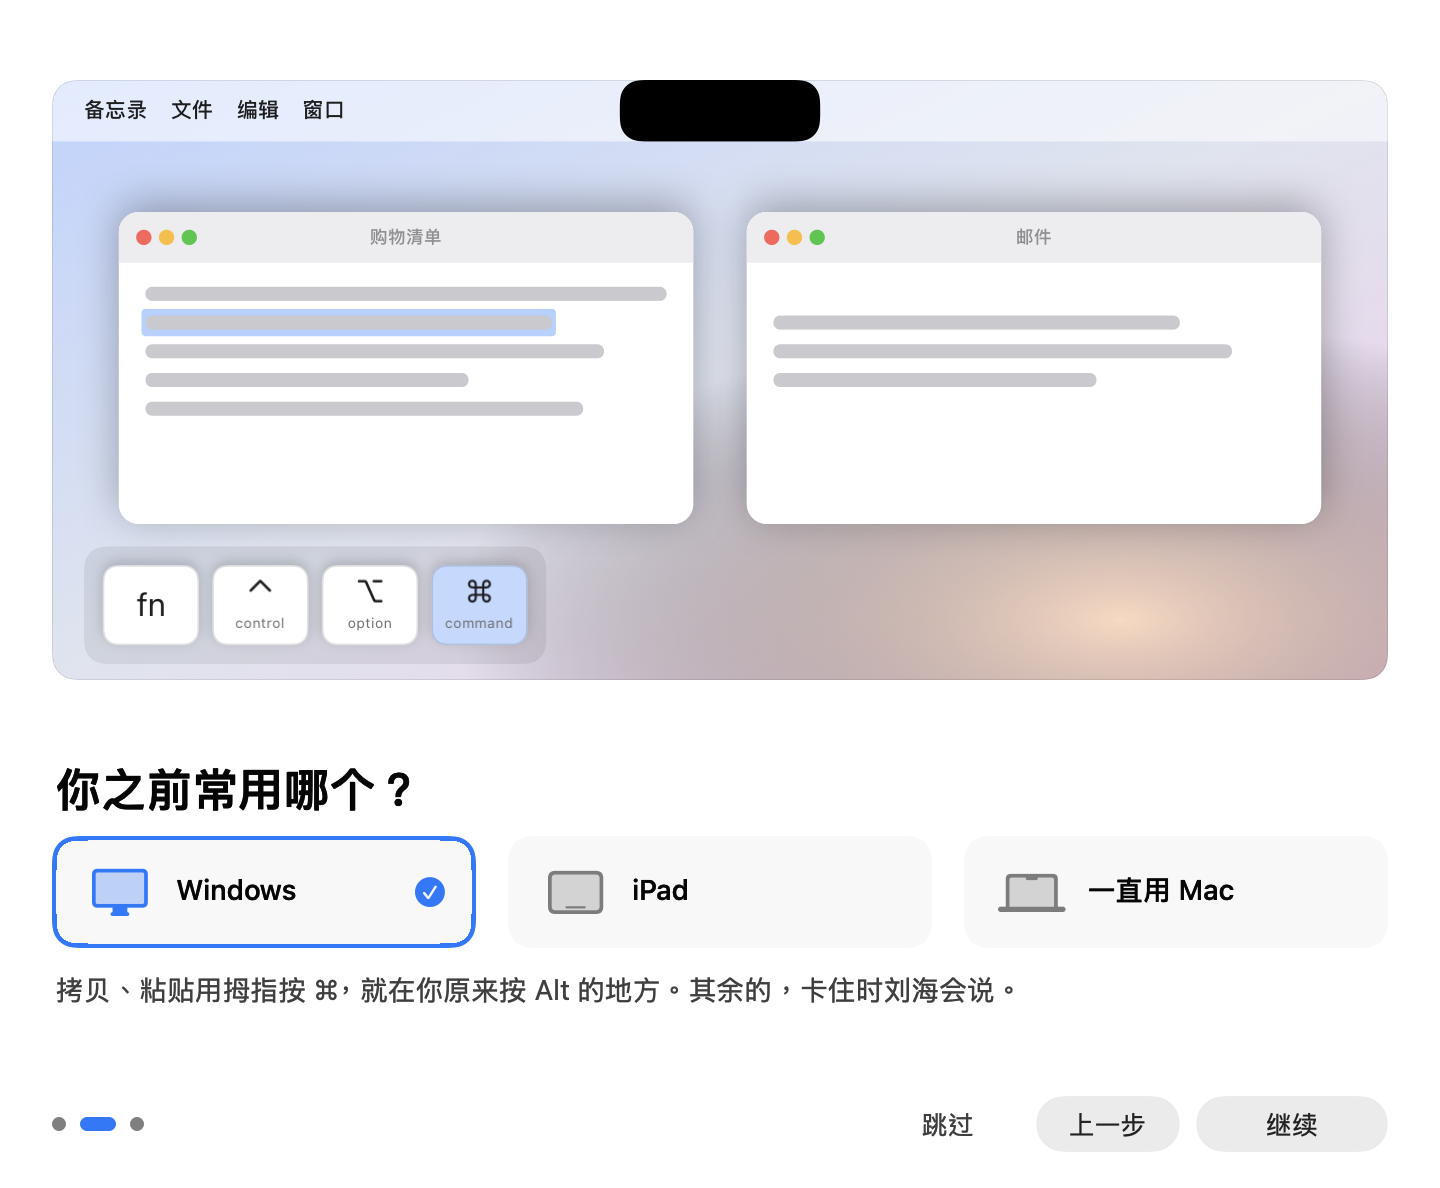 备忘录 文件 编辑 窗口
购物清单
邮件
fn
control
option
⌘
command
你之前常用哪个？
Windows
iPad
一直用 Mac
拷贝、粘贴用拇指按 ⌘，就在你原来按 Alt 的地方。其余的，卡住时刘海会说。
跳过
上一步
继续